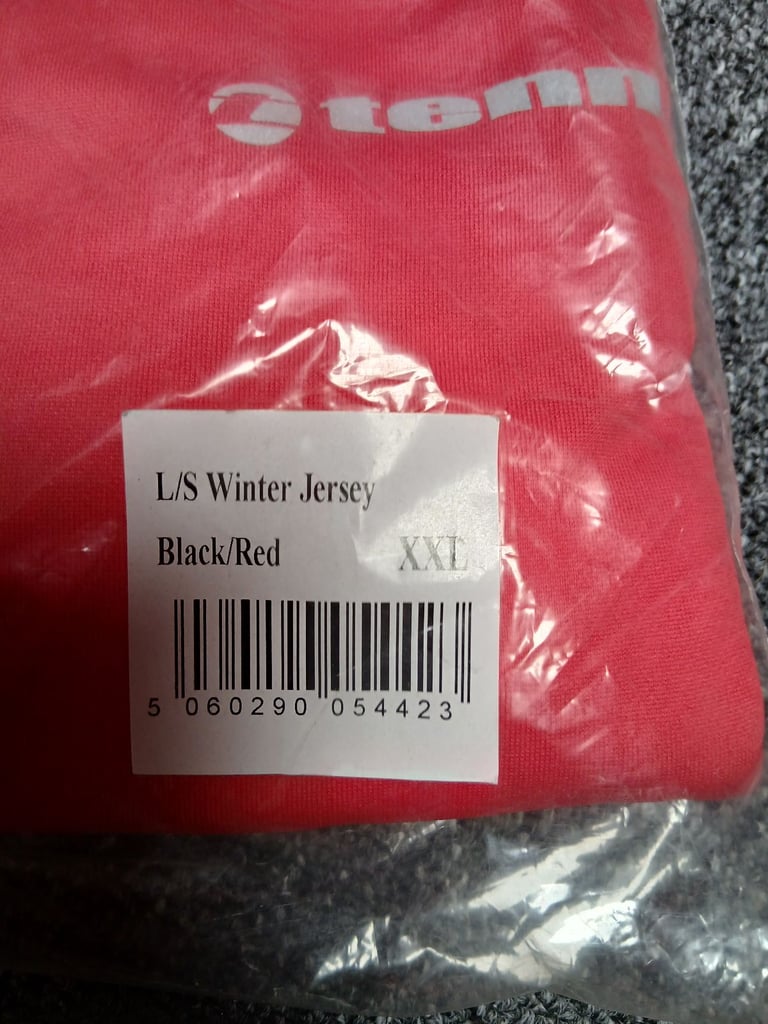 tenn
L/S Winter Jersey
Black/Red XXL
5 060290 054423